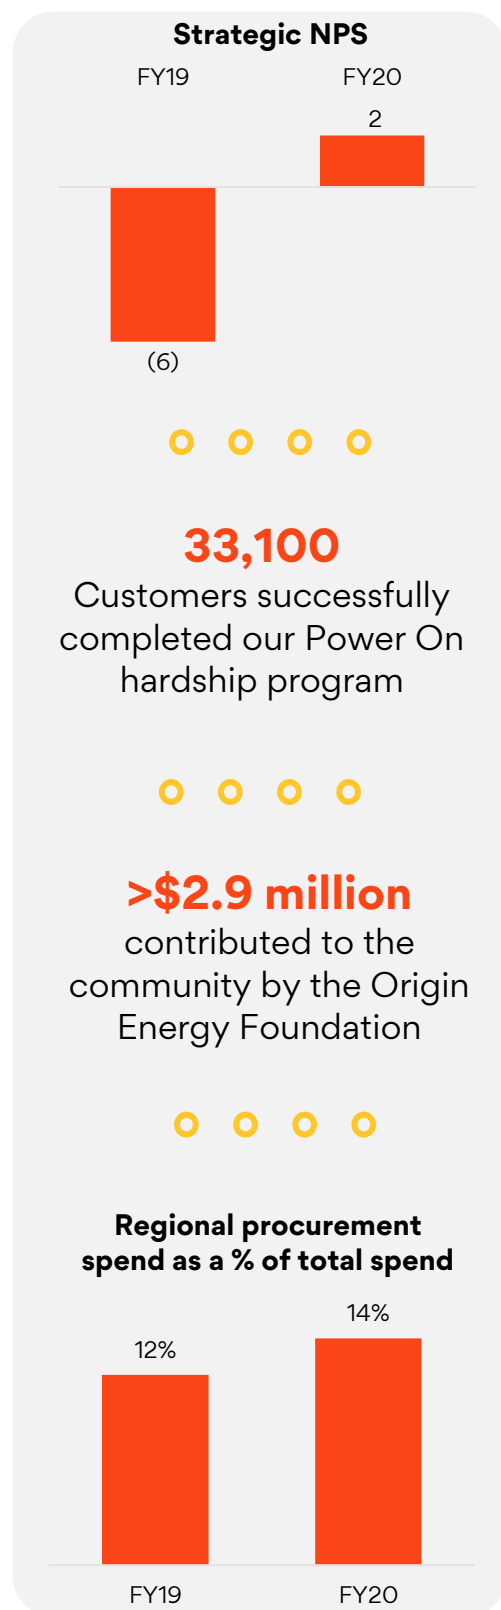 Strategic NPS
FY19 FY20
2
(6)
33,100
Customers successfully
completed our Power On
hardship program
>$2.9 million
contributed to the
community by the Origin
Energy Foundation
Regional procurement
spend as a % of total spend
14%
12%
FY19 FY20